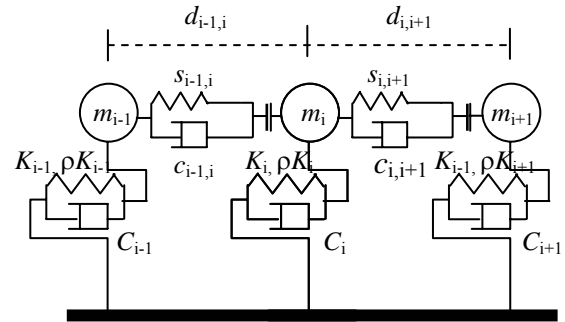 d_{i-1,i} d_{i,i+1}
s_{i-1,i} s_{i,i+1}
m_{i-1} m_i m_{i+1}
c_{i-1,i} c_{i,i+1}
K_{i-1}, ρK_{i-1} K_i, ρK_i K_{i-1}, ρK_{i+1}
C_{i-1} C_i C_{i+1}